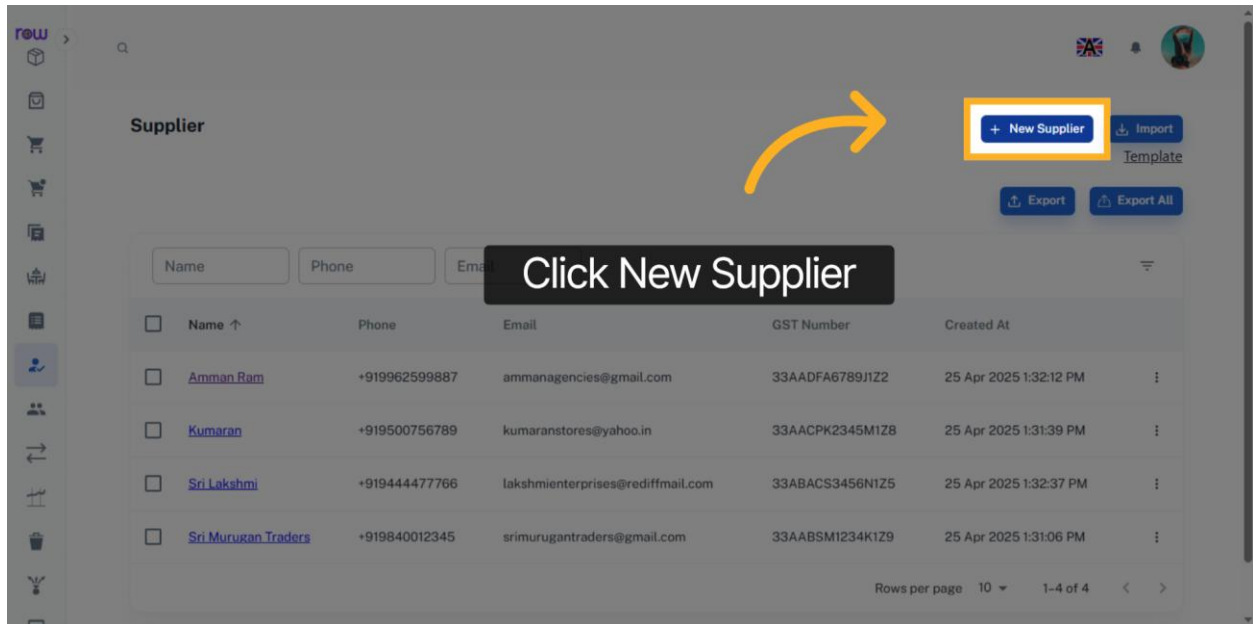 row
Supplier
+ New Supplier
Import
Template
Export
Export All
Name
Phone
Click New Supplier
Name ↑ Phone Email GST Number Created At
Amman Ram +919962599887 ammanagencies@gmail.com 33AADFA6789J1Z2 25 Apr 2025 1:32:12 PM
Kumaran +919500756789 kumaranstores@yahoo.in 33AACPK2345M1Z8 25 Apr 2025 1:31:39 PM
Sri Lakshmi +919444477766 lakshmienterprises@rediffmail.com 33ABACS3456N1Z5 25 Apr 2025 1:32:37 PM
Sri Murugan Traders +919840012345 srimurugantraders@gmail.com 33AABSM1234K1Z9 25 Apr 2025 1:31:06 PM
Rows per page 10 1–4 of 4